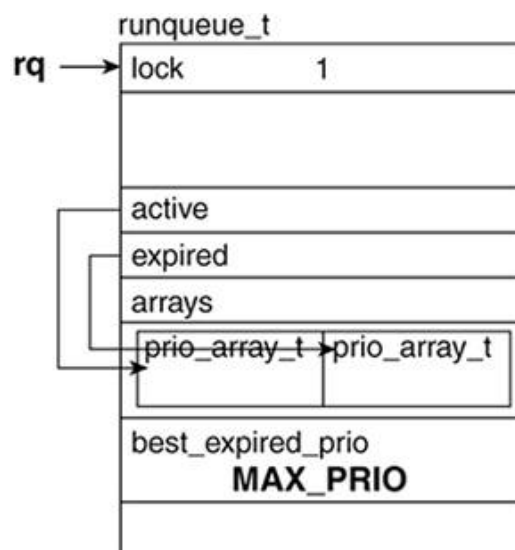 runqueue_t
rq lock 1
active
expired
arrays
prio_array_t prio_array_t
best_expired_prio
MAX_PRIO